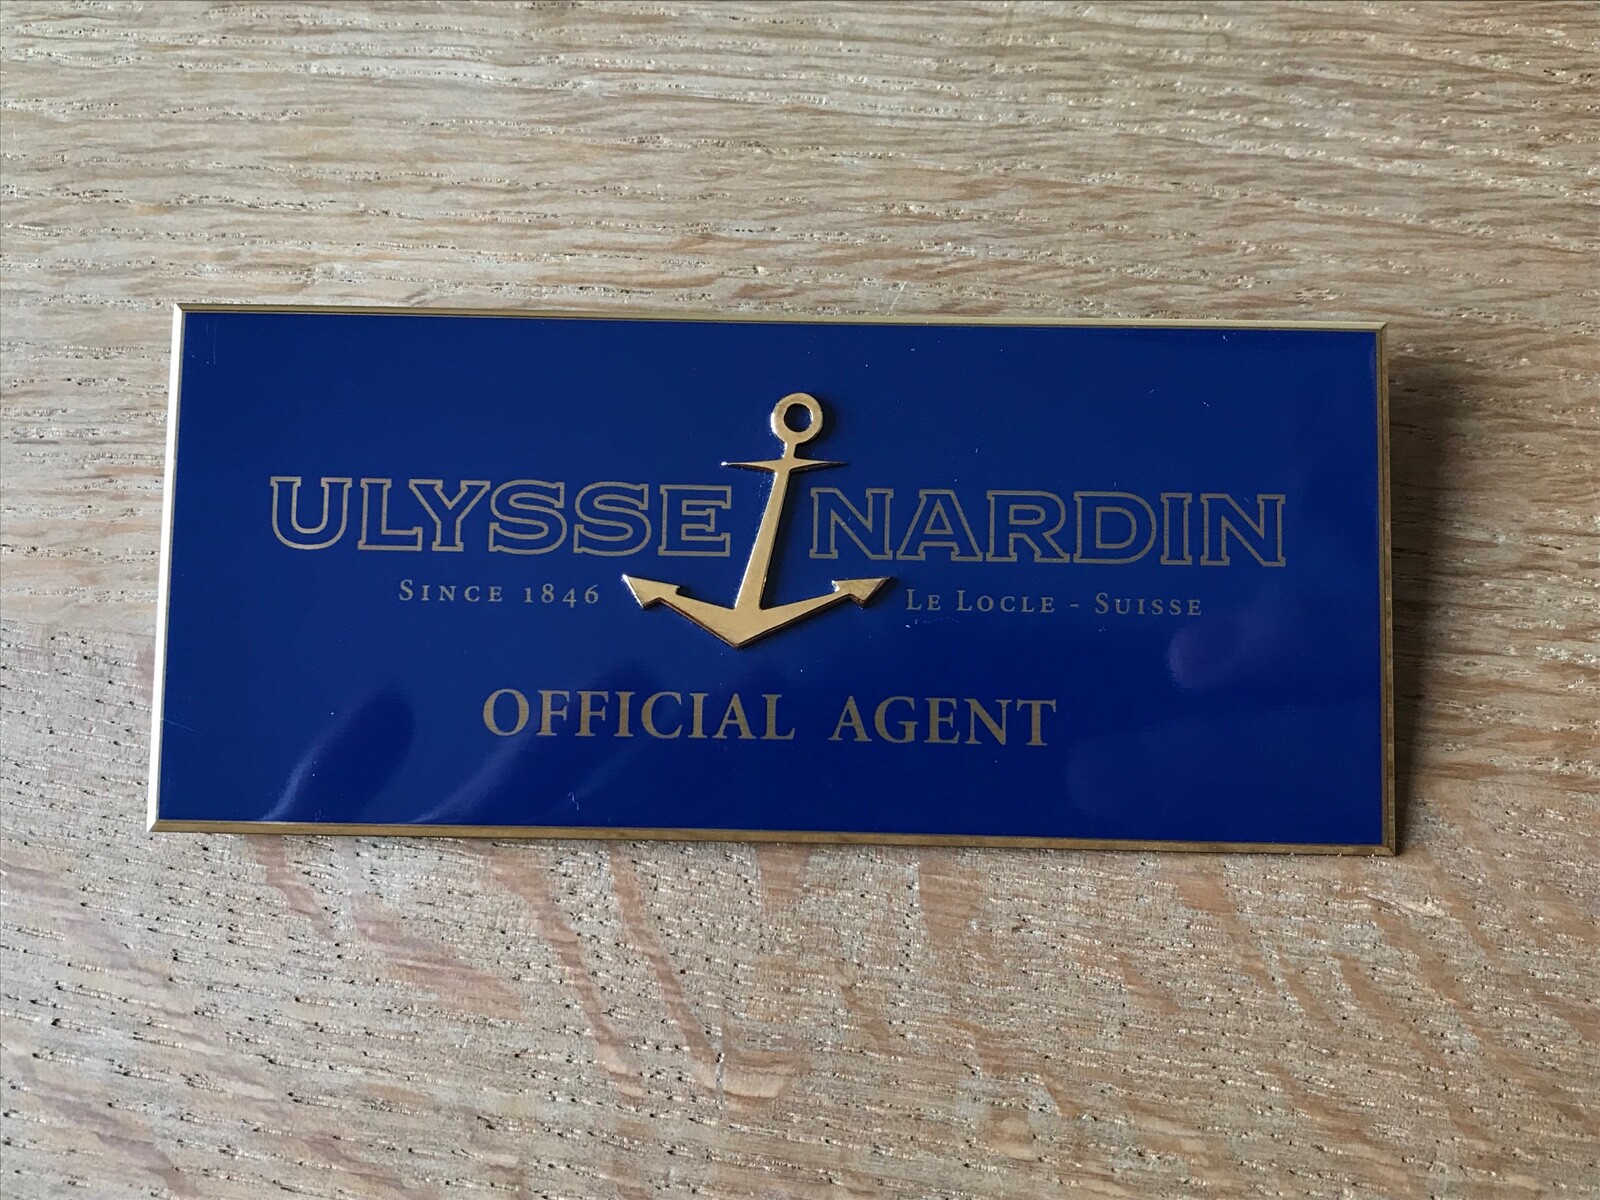 ULYSSE NARDIN
SINCE 1846 LE LOCLE - SUISSE
OFFICIAL AGENT